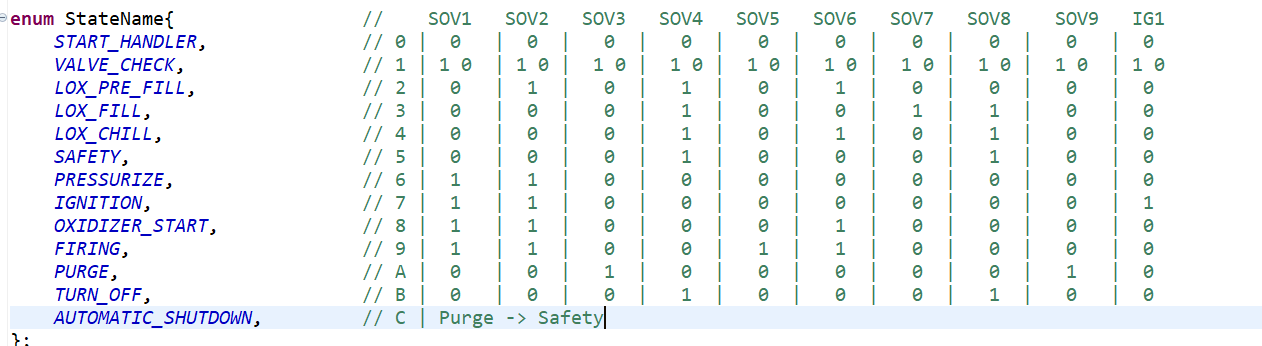 enum StateName{ // SOV1 SOV2 SOV3 SOV4 SOV5 SOV6 SOV7 SOV8 SOV9 IG1
START_HANDLER, // 0 | 0 | 0 | 0 | 0 | 0 | 0 | 0 | 0 | 0 | 0
VALVE_CHECK, // 1 | 1 0 | 1 0 | 1 0 | 1 0 | 1 0 | 1 0 | 1 0 | 1 0 | 1 0 | 1 0
LOX_PRE_FILL, // 2 | 0 | 1 | 0 | 1 | 0 | 1 | 0 | 0 | 0 | 0
LOX_FILL, // 3 | 0 | 0 | 0 | 1 | 0 | 0 | 1 | 1 | 0 | 0
LOX_CHILL, // 4 | 0 | 0 | 0 | 1 | 0 | 1 | 0 | 1 | 0 | 0
SAFETY, // 5 | 0 | 0 | 0 | 1 | 0 | 0 | 0 | 1 | 0 | 0
PRESSURIZE, // 6 | 1 | 1 | 0 | 0 | 0 | 0 | 0 | 0 | 0 | 0
IGNITION, // 7 | 1 | 1 | 0 | 0 | 0 | 0 | 0 | 0 | 0 | 1
OXIDIZER_START, // 8 | 1 | 1 | 0 | 0 | 0 | 1 | 0 | 0 | 0 | 0
FIRING, // 9 | 1 | 1 | 0 | 0 | 1 | 1 | 0 | 0 | 0 | 0
PURGE, // A | 0 | 0 | 1 | 0 | 0 | 0 | 0 | 0 | 1 | 0
TURN_OFF, // B | 0 | 0 | 0 | 1 | 0 | 0 | 0 | 1 | 0 | 0
AUTOMATIC_SHUTDOWN, // C | Purge -> Safety
};